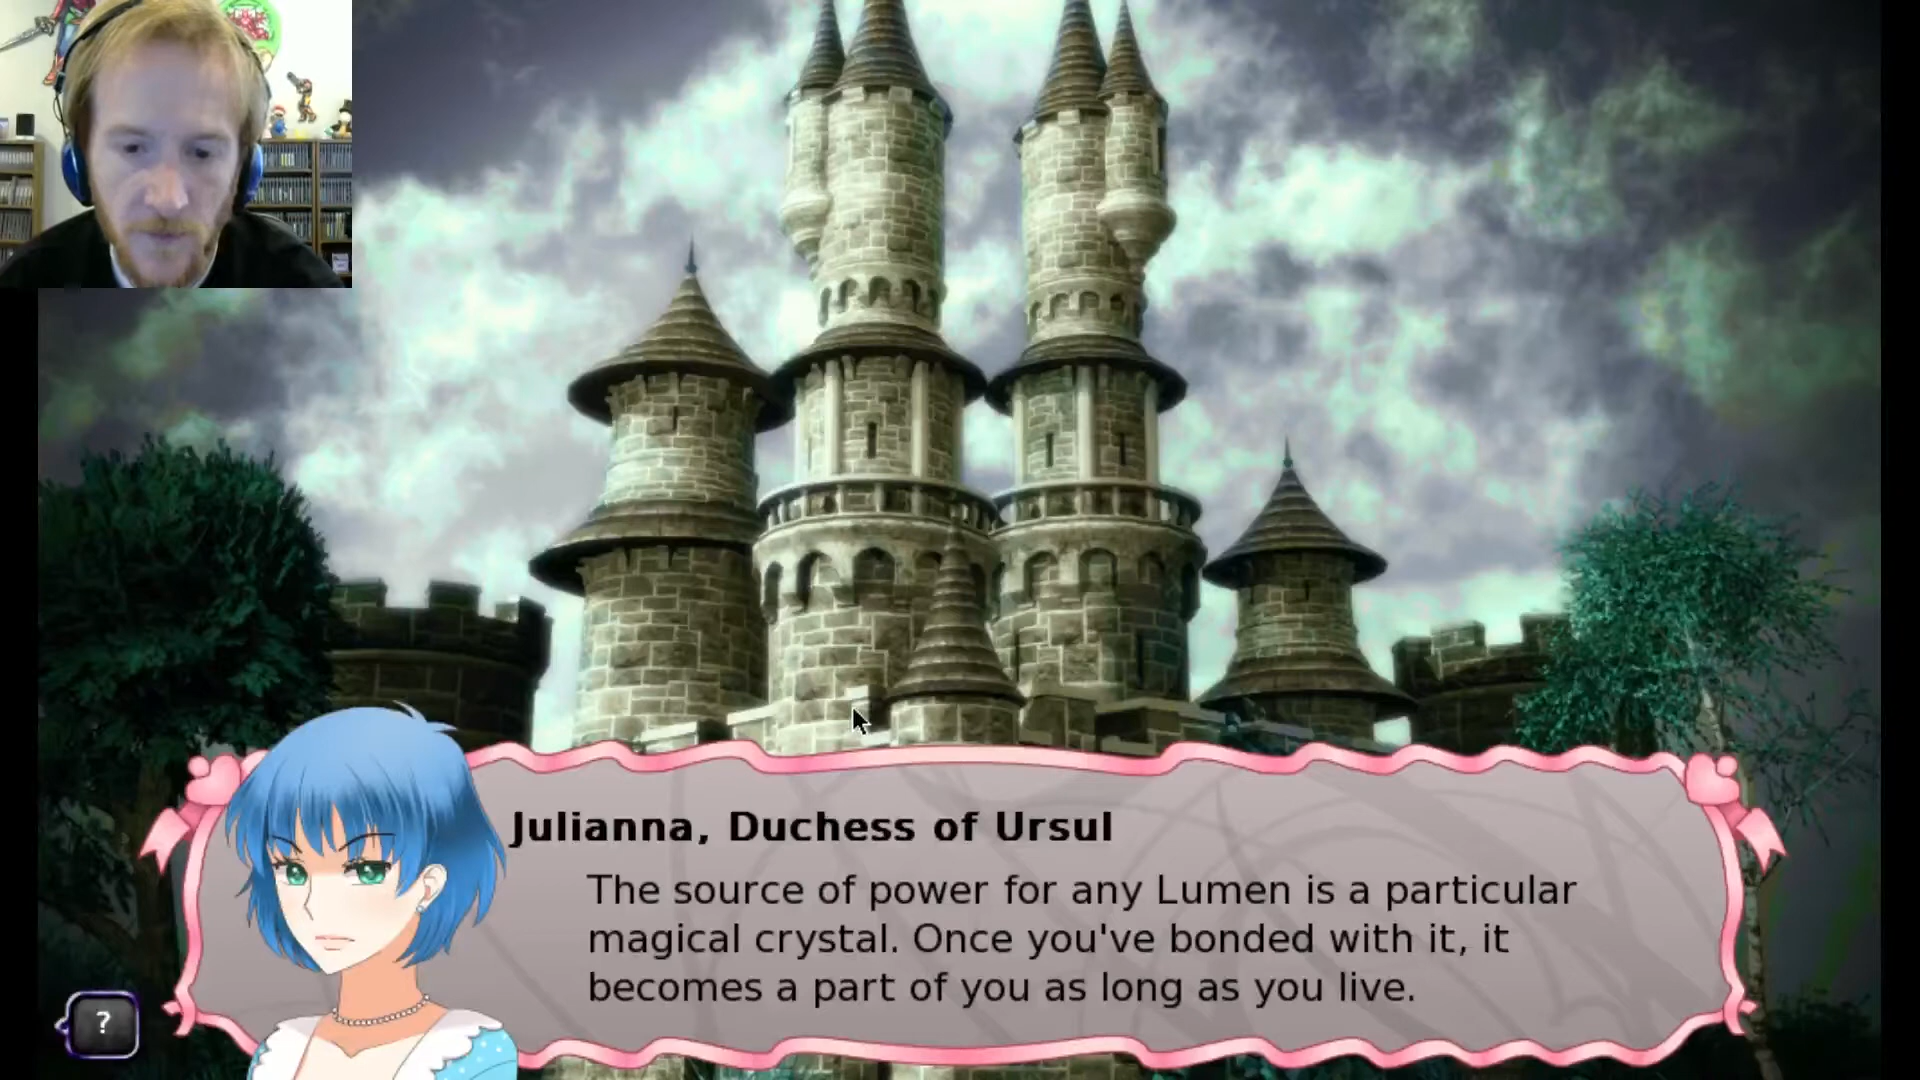 Julianna, Duchess of Ursul
The source of power for any Lumen is a particular
magical crystal. Once you've bonded with it, it
becomes a part of you as long as you live.
?